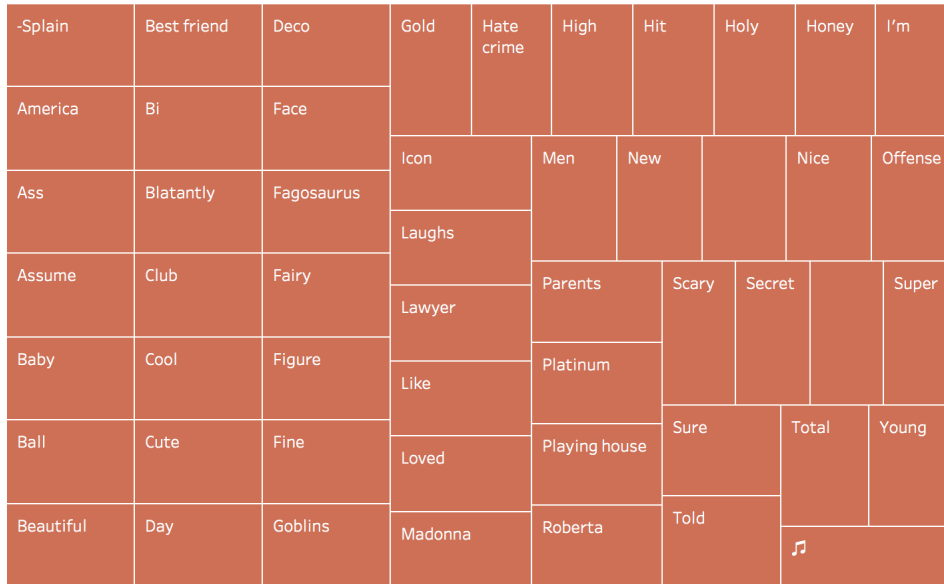 -Splain
Best friend
Deco
Gold
Hate
crime
High
Hit
Holy
Honey
I'm
America
Bi
Face
Icon
Men
New
Nice
Offense
Ass
Blatantly
Fagosaurus
Laughs
Assume
Club
Fairy
Lawyer
Parents
Scary
Secret
Super
Baby
Cool
Figure
Like
Platinum
Ball
Cute
Fine
Loved
Playing house
Sure
Total
Young
Beautiful
Day
Goblins
Madonna
Roberta
Told
♫